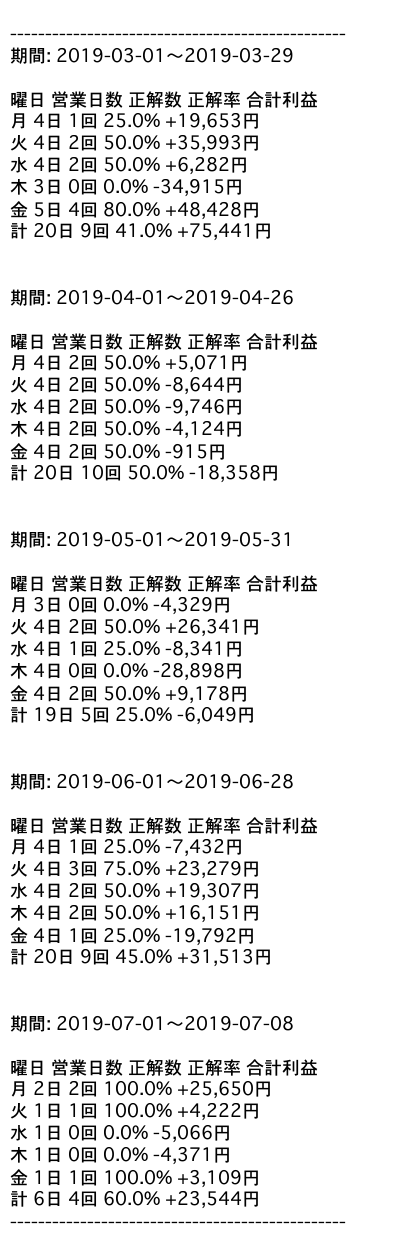 ------------------------------------------------
期間: 2019-03-01～2019-03-29
曜日 営業日数 正解数 正解率 合計利益
月 4日 1回 25.0% +19,653円
火 4日 2回 50.0% +35,993円
水 4日 2回 50.0% +6,282円
木 3日 0回 0.0% -34,915円
金 5日 4回 80.0% +48,428円
計 20日 9回 41.0% +75,441円
期間: 2019-04-01～2019-04-26
曜日 営業日数 正解数 正解率 合計利益
月 4日 2回 50.0% +5,071円
火 4日 2回 50.0% -8,644円
水 4日 2回 50.0% -9,746円
木 4日 2回 50.0% -4,124円
金 4日 2回 50.0% -915円
計 20日 10回 50.0% -18,358円
期間: 2019-05-01～2019-05-31
曜日 営業日数 正解数 正解率 合計利益
月 3日 0回 0.0% -4,329円
火 4日 2回 50.0% +26,341円
水 4日 1回 25.0% -8,341円
木 4日 0回 0.0% -28,898円
金 4日 2回 50.0% +9,178円
計 19日 5回 25.0% -6,049円
期間: 2019-06-01～2019-06-28
曜日 営業日数 正解数 正解率 合計利益
月 4日 1回 25.0% -7,432円
火 4日 3回 75.0% +23,279円
水 4日 2回 50.0% +19,307円
木 4日 2回 50.0% +16,151円
金 4日 1回 25.0% -19,792円
計 20日 9回 45.0% +31,513円
期間: 2019-07-01～2019-07-08
曜日 営業日数 正解数 正解率 合計利益
月 2日 2回 100.0% +25,650円
火 1日 1回 100.0% +4,222円
水 1日 0回 0.0% -5,066円
木 1日 0回 0.0% -4,371円
金 1日 1回 100.0% +3,109円
計 6日 4回 60.0% +23,544円
------------------------------------------------